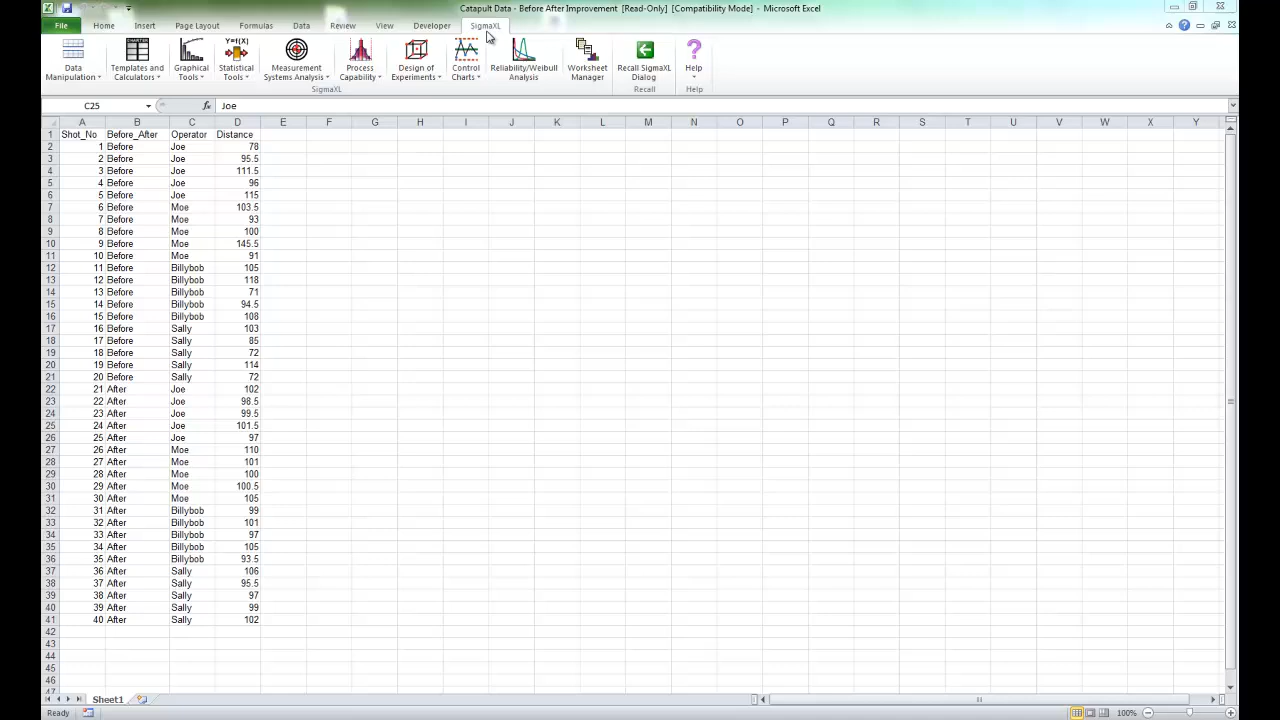 Catapult Data - Before After Improvement [Read-Only] [Compatibility Mode] - Microsoft Excel
File Home Insert Page Layout Formulas Data Review View Developer SigmaXL
Data Manipulation
Templates and Calculators
Graphical Tools
Y=f(X)
Statistical Tools
Measurement Systems Analysis
Process Capability
Design of Experiments
Control Charts
Reliability/Weibull Analysis
Worksheet Manager
Recall SigmaXL Dialog
Help
SigmaXL Recall Help
C25 fx Joe
A B C D E F G H I J K L M N O P Q R S T U V W X Y
1 Shot_No Before_After Operator Distance
2 1 Before Joe 78
3 2 Before Joe 95.5
4 3 Before Joe 111.5
5 4 Before Joe 96
6 5 Before Joe 115
7 6 Before Moe 103.5
8 7 Before Moe 93
9 8 Before Moe 100
10 9 Before Moe 145.5
11 10 Before Moe 91
12 11 Before Billybob 105
13 12 Before Billybob 118
14 13 Before Billybob 71
15 14 Before Billybob 94.5
16 15 Before Billybob 108
17 16 Before Sally 103
18 17 Before Sally 85
19 18 Before Sally 72
20 19 Before Sally 114
21 20 Before Sally 72
22 21 After Joe 102
23 22 After Joe 98.5
24 23 After Joe 99.5
25 24 After Joe 101.5
26 25 After Joe 97
27 26 After Moe 110
28 27 After Moe 101
29 28 After Moe 100
30 29 After Moe 100.5
31 30 After Moe 105
32 31 After Billybob 99
33 32 After Billybob 101
34 33 After Billybob 97
35 34 After Billybob 105
36 35 After Billybob 93.5
37 36 After Sally 106
38 37 After Sally 95.5
39 38 After Sally 97
40 39 After Sally 99
41 40 After Sally 102
42
43
44
45
46
47
Sheet1
Ready 100%